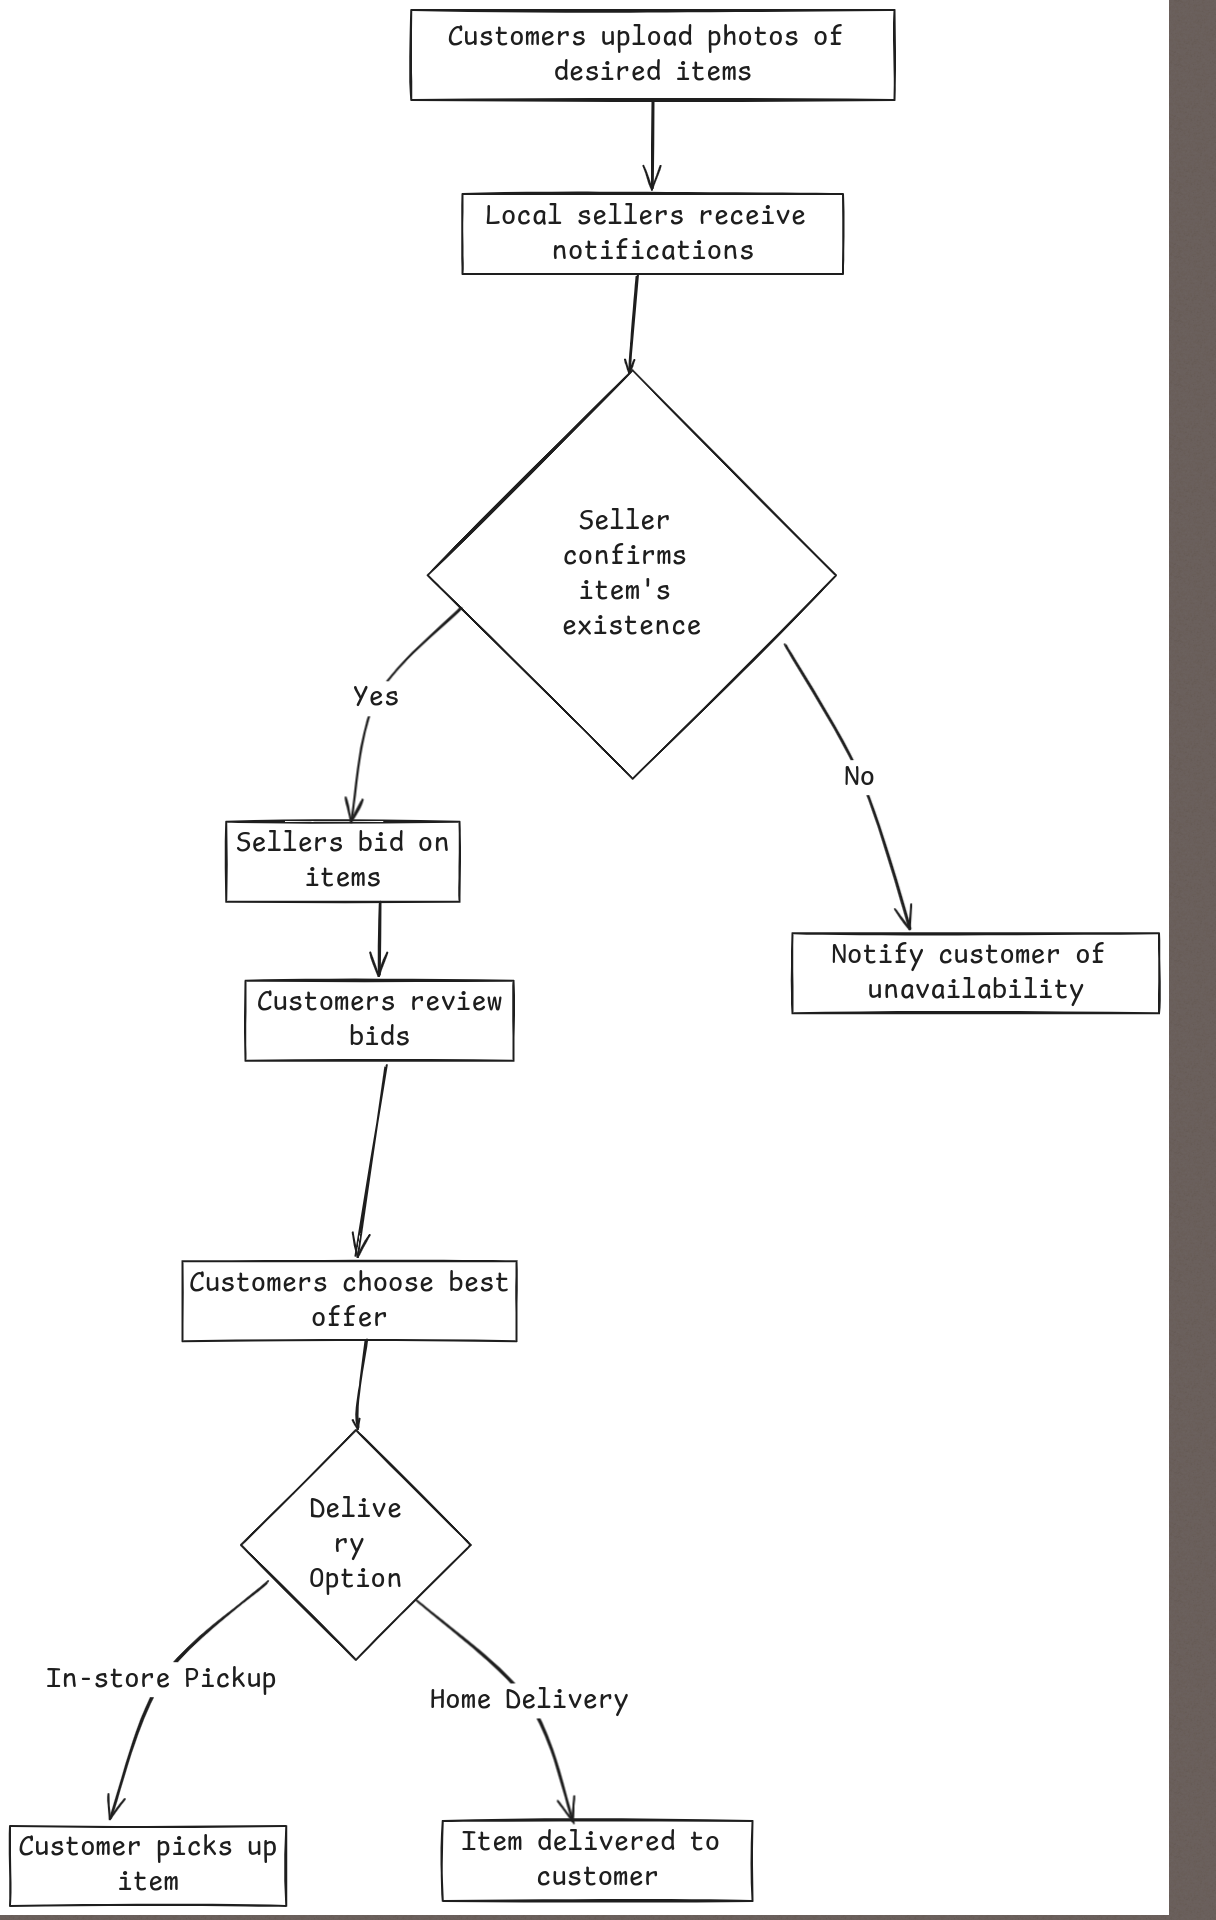 Customers upload photos of
desired items
Local sellers receive
notifications
Seller
confirms
item's
existence
Yes
No
Sellers bid on
items
Notify customer of
unavailability
Customers review
bids
Customers choose best
offer
Delive
ry
Option
In-store Pickup
Home Delivery
Customer picks up
item
Item delivered to
customer